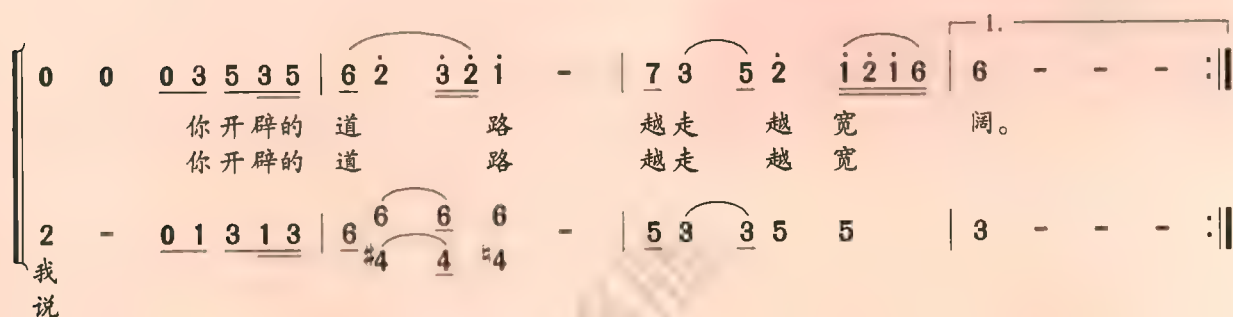 1.
0 0 0 3 5 3 5 | 6 2̇ 3̇ 2̇ 1̇ - | 7 3 5 2̇ 1̇ 2̇ 1̇ 6 | 6 - - - :‖
你开辟的 道 路 越走 越 宽 阔。
你开辟的 道 路 越走 越 宽
2 - 0 1 3 1 3 | 6 6 6 6 - | 5 3 3 5 5 | 3 - - - :‖
♯4 4 ♮4
我
说